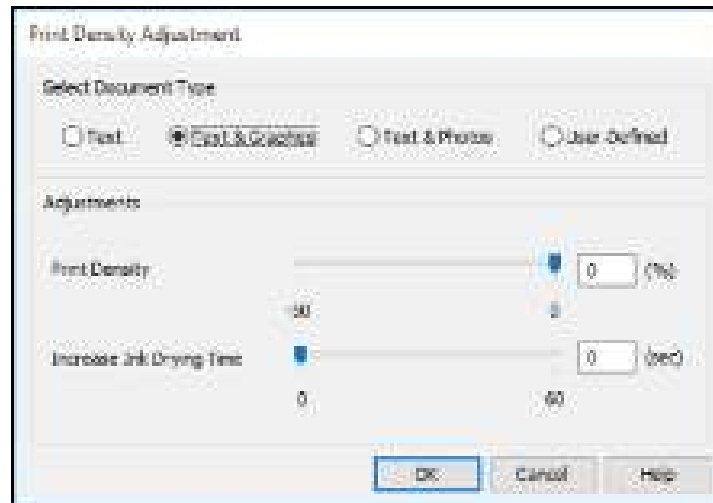 Print Density Adjustment
Select Document Type
Text Text & Graphics Text & Photos User Defined
Adjustments
Print Density 0 (%)
-50 0
Increase Ink Drying Time 0 (sec)
0 60
OK Cancel Help